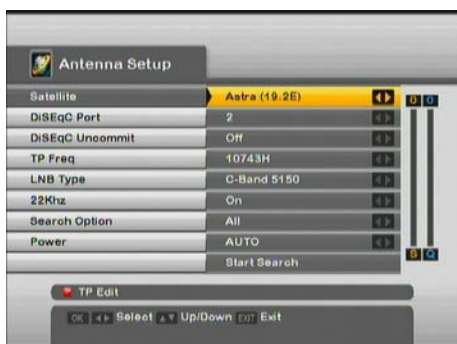 Antenna Setup
Satellite Astra (19.2E) 0 0
DiSEqC Port 2
DiSEqC Uncommit Off
TP Freq 10743H
LNB Type C-Band 5150
22Khz On
Search Option All
Power AUTO
Start Search S Q
TP Edit
OK Select Up/Down EXIT Exit